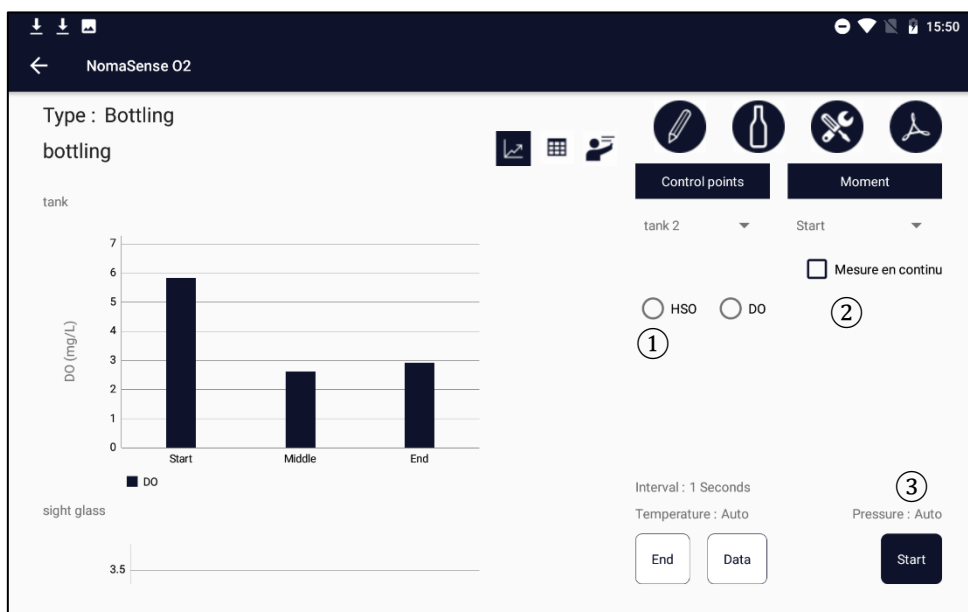 15:50
NomaSense O2
Type : Bottling
bottling
Control points
Moment
tank
tank 2
Start
Mesure en continu
HSO
DO
①
②
7
6
5
4
3
2
1
0
DO (mg/L)
Start
Middle
End
DO
sight glass
3.5
Interval : 1 Seconds
③
Temperature : Auto
Pressure : Auto
End
Data
Start